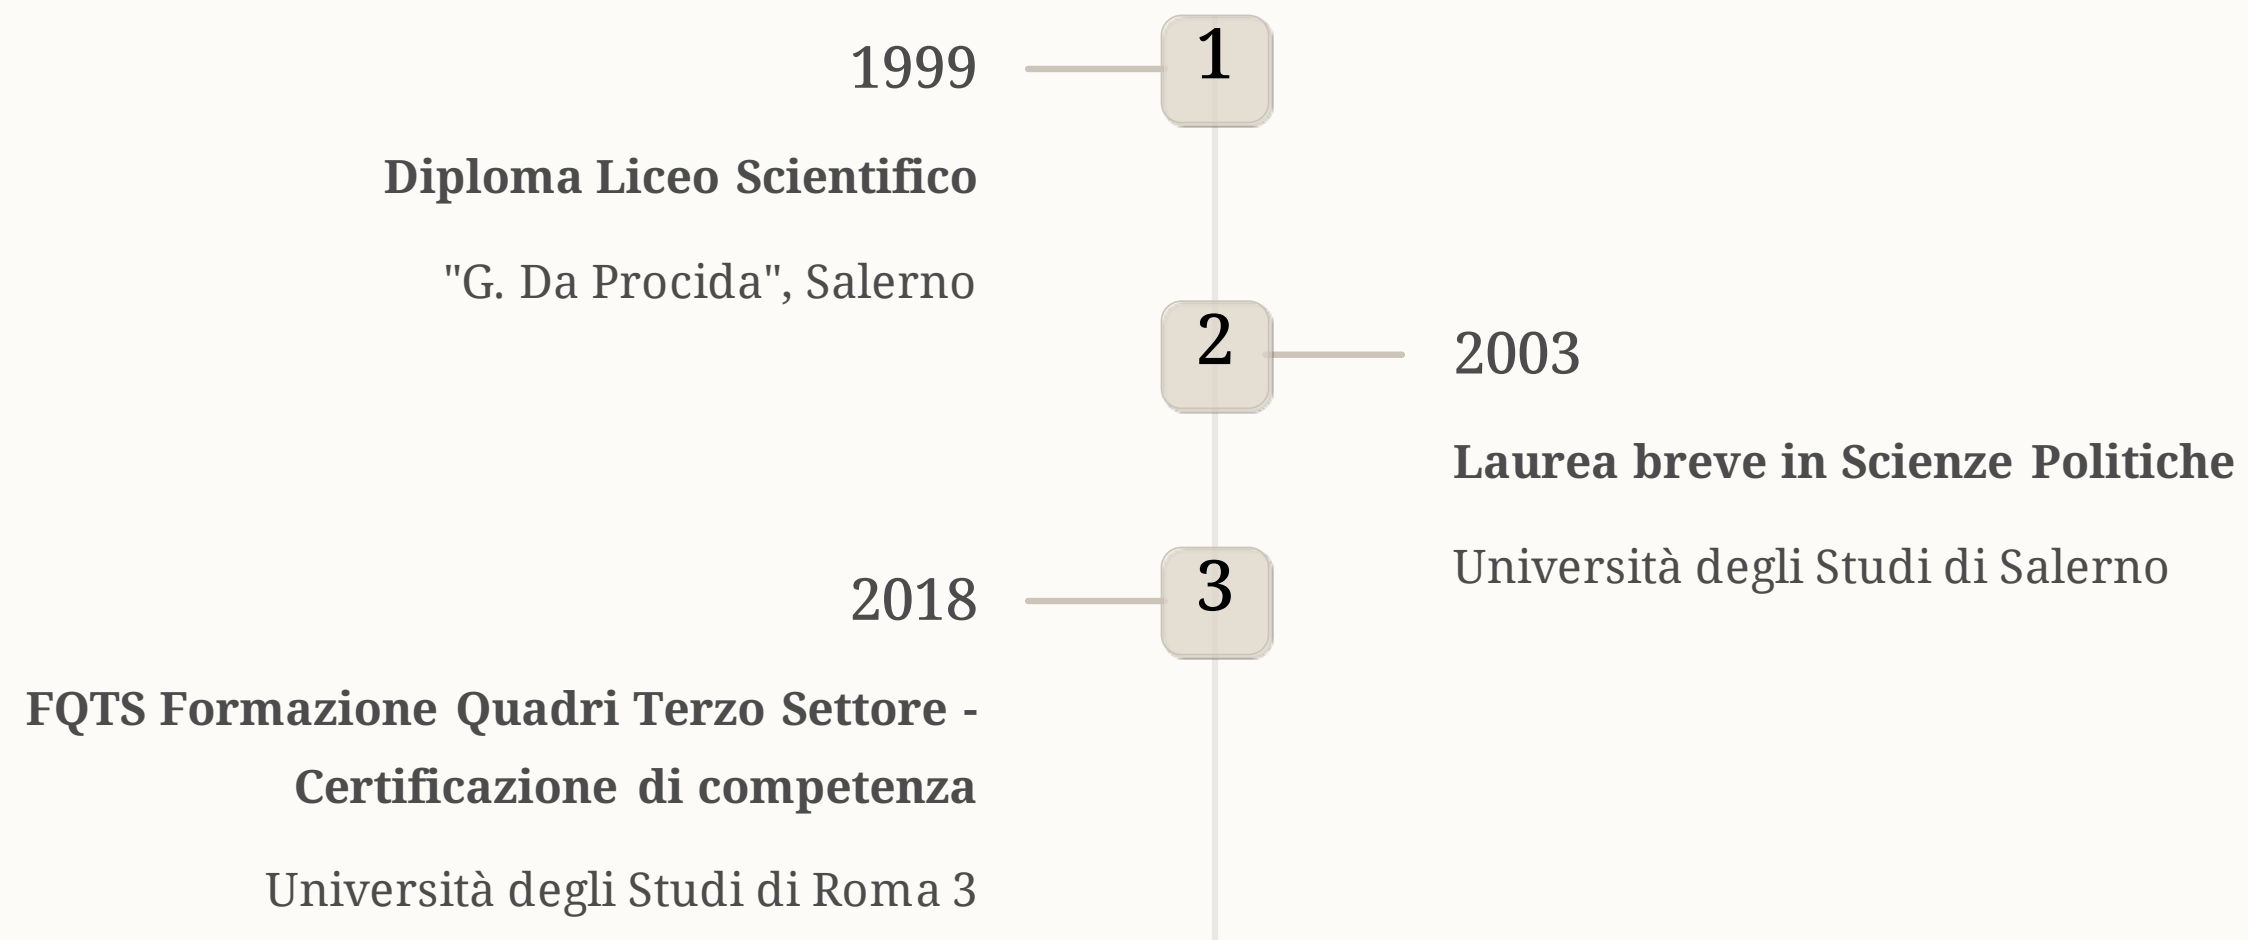 1
1999
Diploma Liceo Scientifico
"G. Da Procida", Salerno
2
2003
Laurea breve in Scienze Politiche
Università degli Studi di Salerno
3
2018
FQTS Formazione Quadri Terzo Settore -
Certificazione di competenza
Università degli Studi di Roma 3